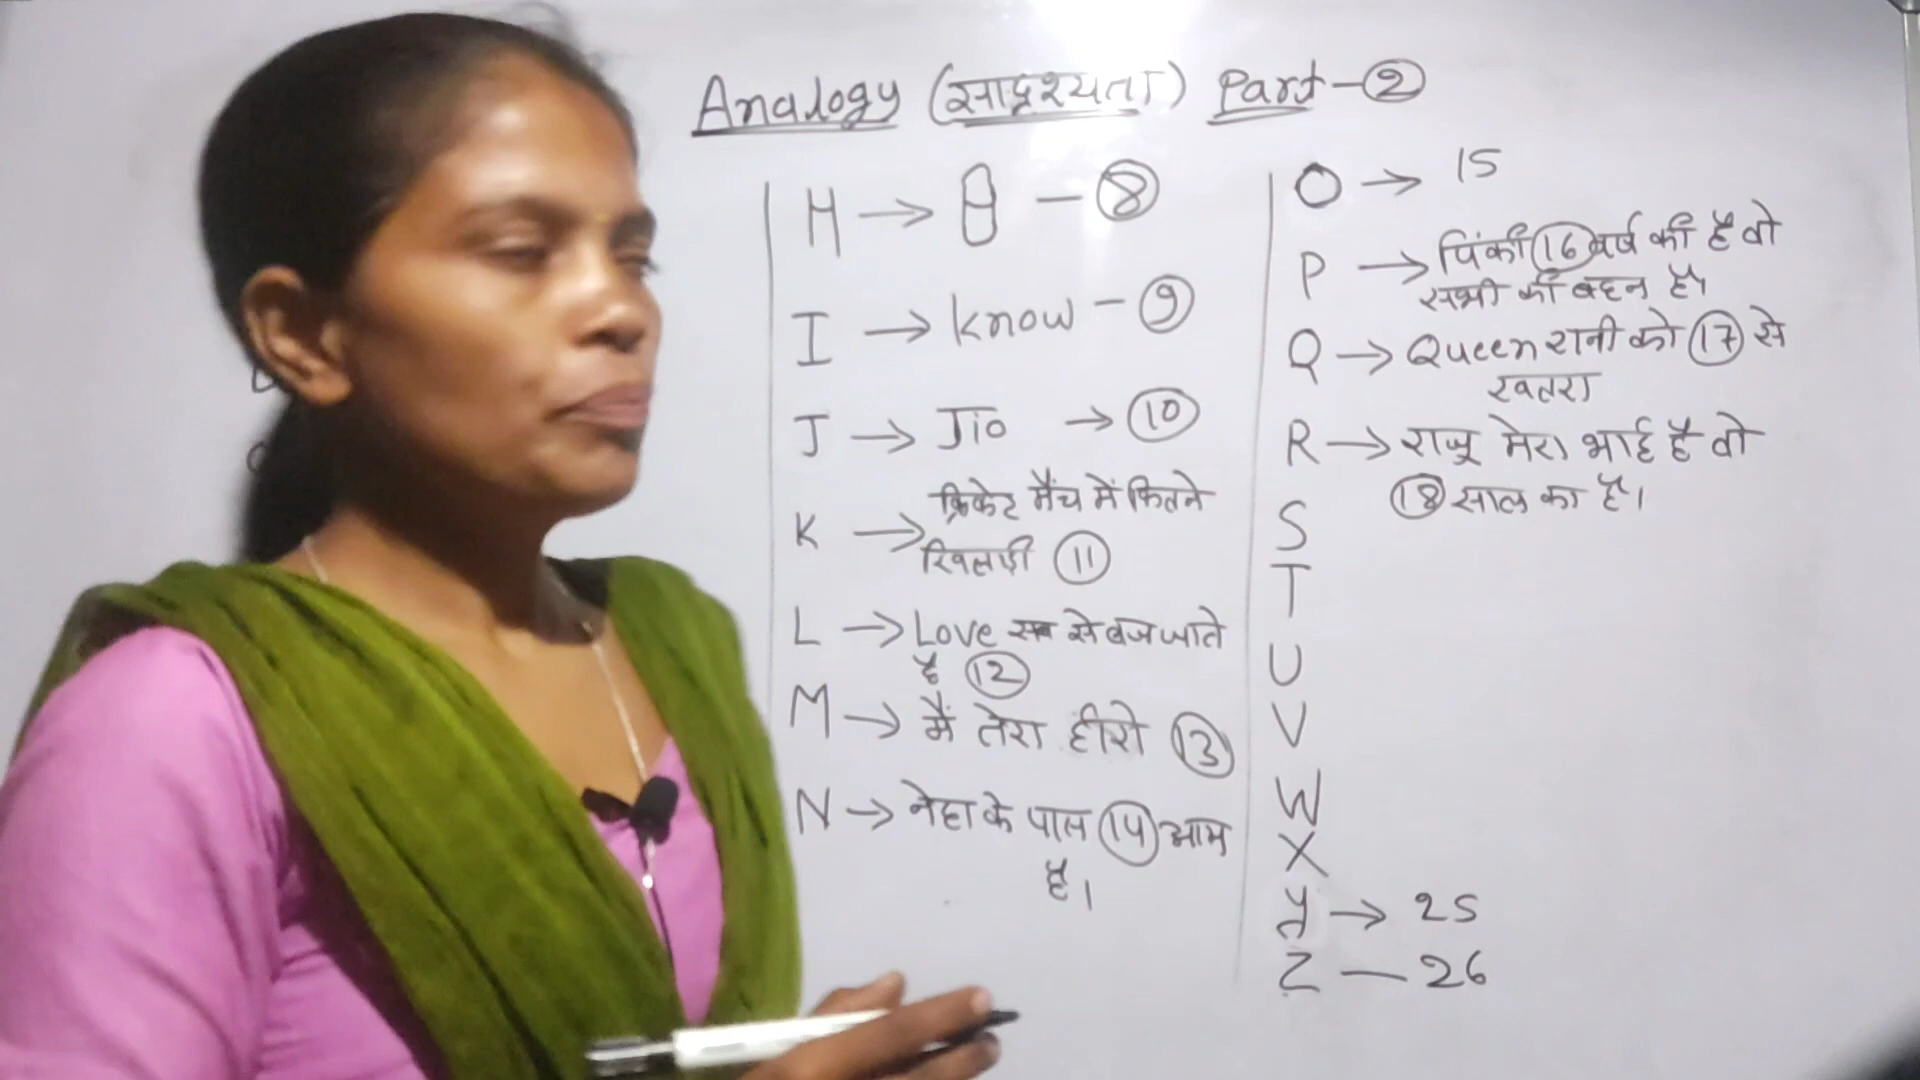 Analogy (सादृश्यता) Part-2
H → 8 - 8
I → know - 9
J → Jio → 10
K → क्रिकेट मैंच में कितने
खिलाड़ी 11
L → Love सब से बज जाते
है 12
M → मैं तेरा हीरो 13
N → नेहा के पास 14 आम
है।
O → 15
P → पिंकी 16 वर्ष की है वो
सभी की बहन है।
Q → Queen रानी को 17 से
खतरा
R → राजू मेरा भाई है वो
18 साल का है।
S
T
U
V
W
X
Y → 25
Z — 26